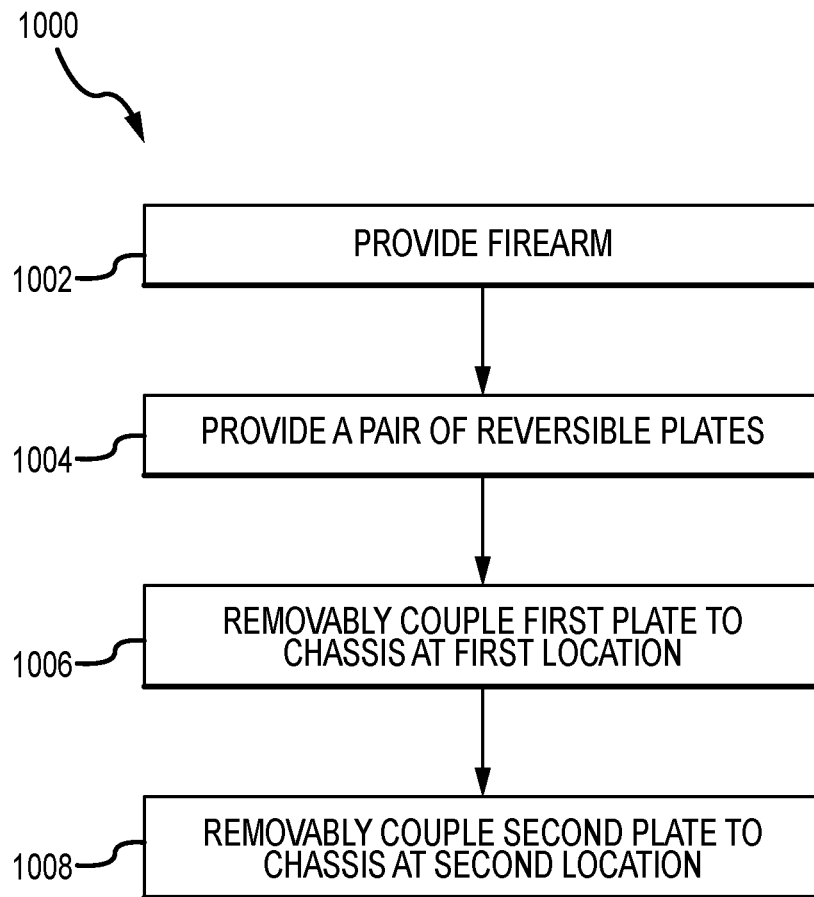 1000
PROVIDE FIREARM
1002
PROVIDE A PAIR OF REVERSIBLE PLATES
1004
REMOVABLY COUPLE FIRST PLATE TO
CHASSIS AT FIRST LOCATION
1006
REMOVABLY COUPLE SECOND PLATE TO
CHASSIS AT SECOND LOCATION
1008